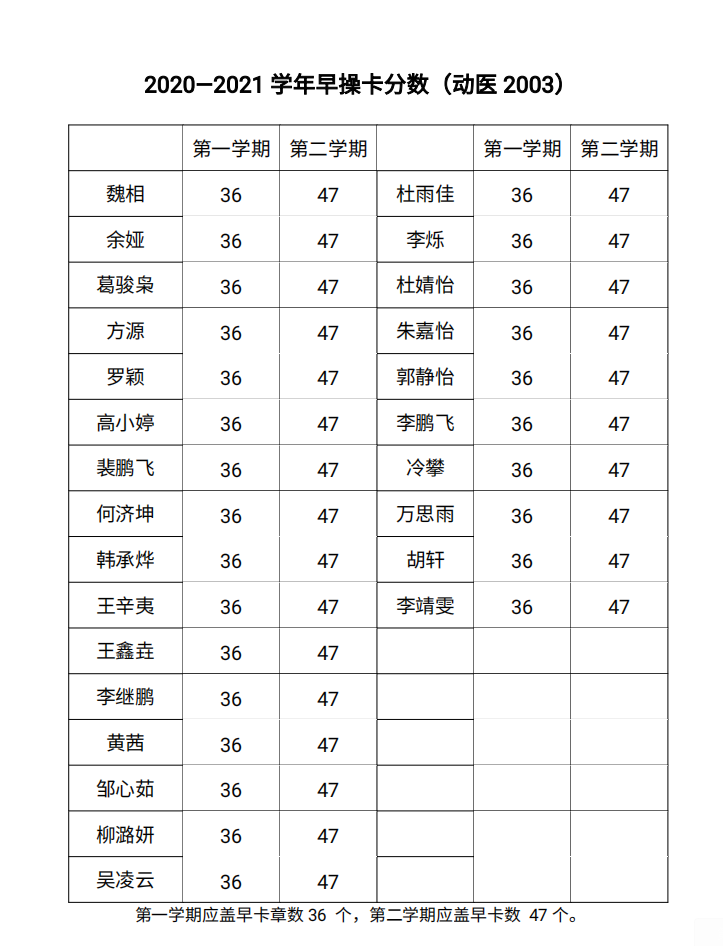 2020—2021 学年早操卡分数（动医 2003）
第一学期 第二学期 第一学期 第二学期
魏相 36 47 杜雨佳 36 47
余娅 36 47 李烁 36 47
葛骏枭 36 47 杜婧怡 36 47
方源 36 47 朱嘉怡 36 47
罗颖 36 47 郭静怡 36 47
高小婷 36 47 李鹏飞 36 47
裴鹏飞 36 47 冷攀 36 47
何济坤 36 47 万思雨 36 47
韩承烨 36 47 胡轩 36 47
王辛夷 36 47 李靖雯 36 47
王鑫垚 36 47
李继鹏 36 47
黄茜 36 47
邹心茹 36 47
柳潞妍 36 47
吴凌云 36 47
第一学期应盖早卡章数 36 个，第二学期应盖早卡数 47 个。